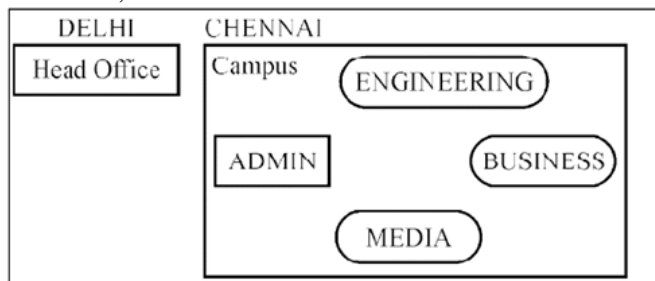 DELHI CHENNAI
Head Office
Campus
ENGINEERING
ADMIN
BUSINESS
MEDIA